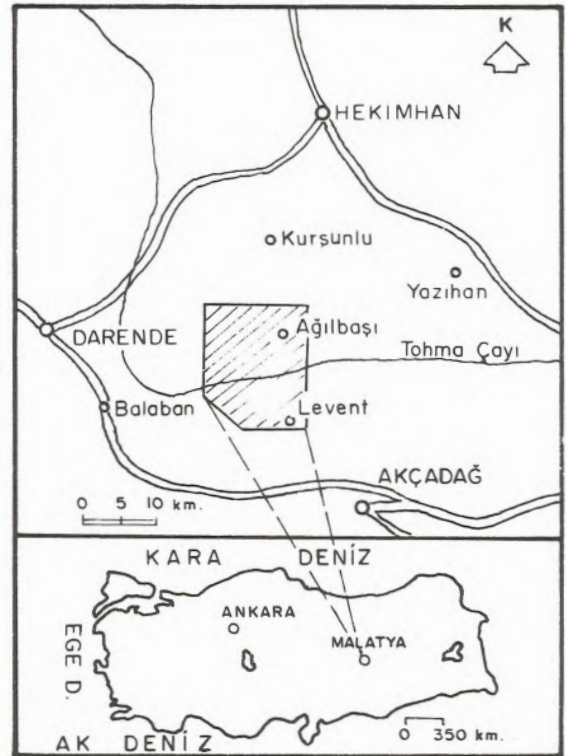 K
HEKIMHAN
Kurşunlu
Yazıhan
Ağılbaşı
DARENDE
Tohma Çayı
Balaban
Levent
AKÇADAĞ
0 5 10 km.
KARA DENİZ
ANKARA
MALATYA
EGE D.
0 350 km.
AK DENİZ